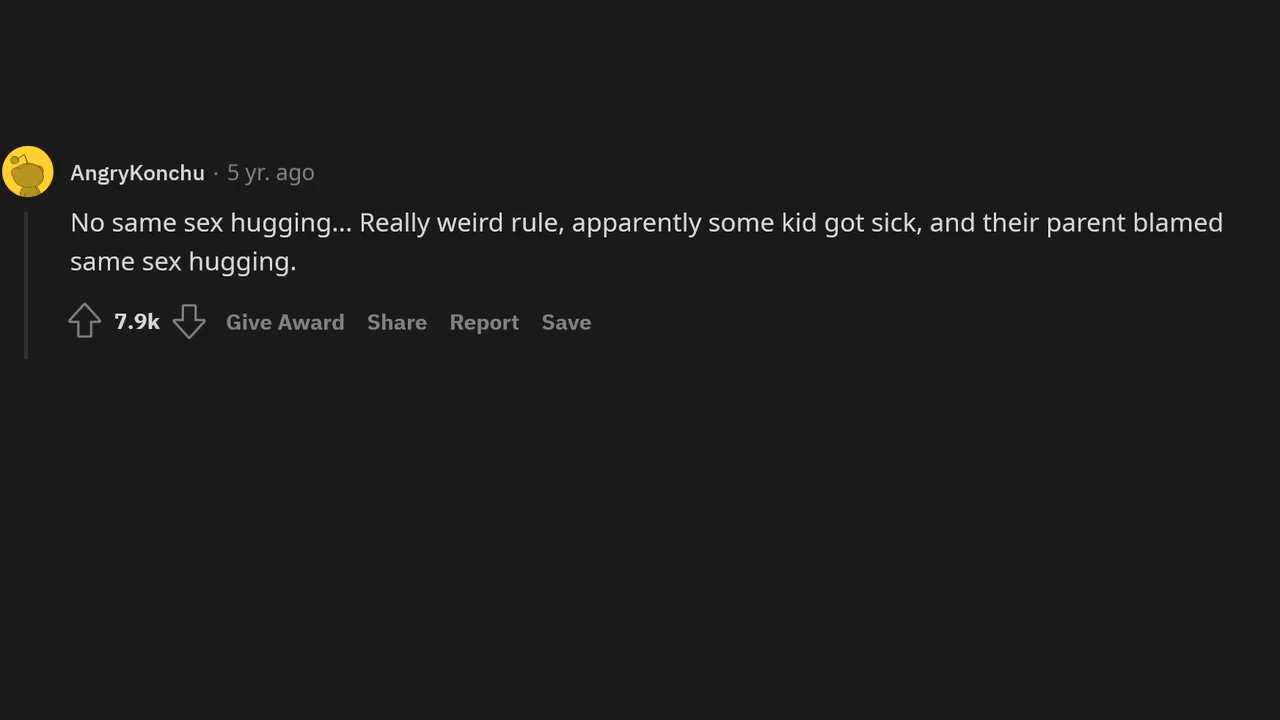 AngryKonchu · 5 yr. ago
No same sex hugging... Really weird rule, apparently some kid got sick, and their parent blamed
same sex hugging.
7.9k Give Award Share Report Save